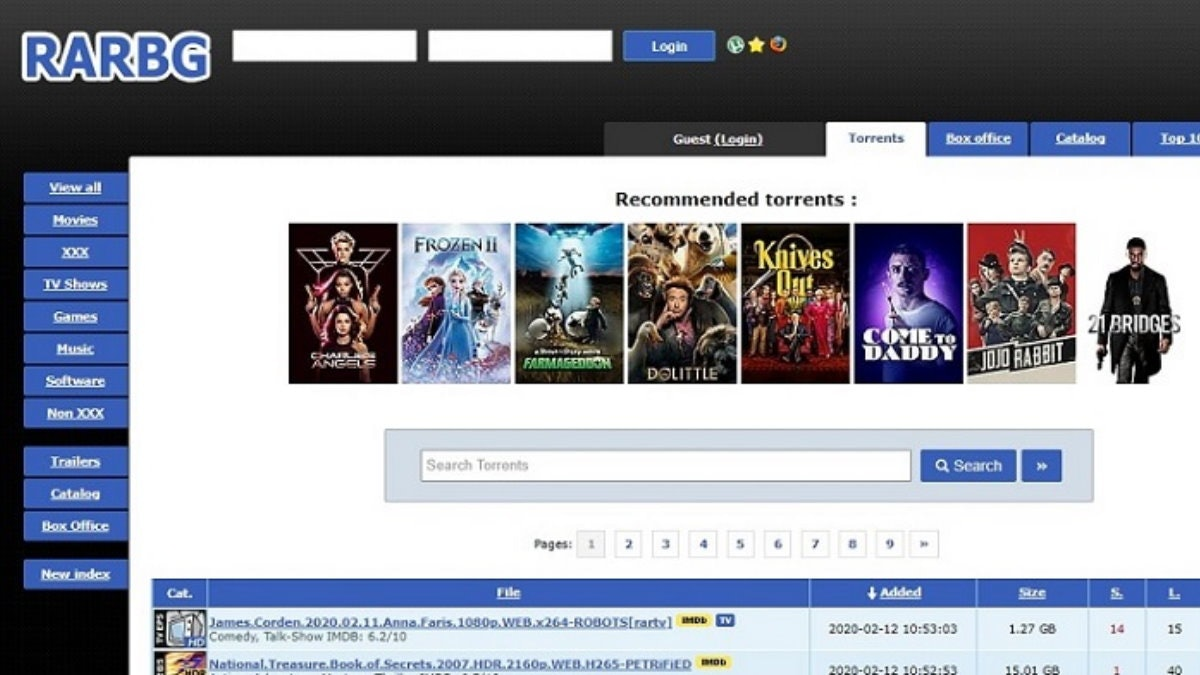 RARBG
Login
Guest (Login)
Torrents
Box office
Catalog
Top 10
View all
Movies
XXX
TV Shows
Games
Music
Software
Non XXX
Trailers
Catalog
Box Office
New index
Recommended torrents :
CHARLIE'S ANGELS
FROZEN II
FARMAGEDDON
DOLITTLE
Knives Out
COME TO DADDY
JOJO RABBIT
21 BRIDGES
Search Torrents
Search
»
Pages: 1 2 3 4 5 6 7 8 9 »
Cat. File Added Size S. L.
TV EPS HD James.Corden.2020.02.11.Anna.Faris.1080p.WEB.x264-ROBOTS[rartv] IMDb TV 2020-02-12 10:53:03 1.27 GB 14 15
Comedy, Talk-Show IMDB: 6.2/10
National.Treasure.Book.of.Secrets.2007.HDR.2160p.WEB.H265-PETRiFiED IMDb 2020-02-12 10:52:53 15.01 GB 1 40